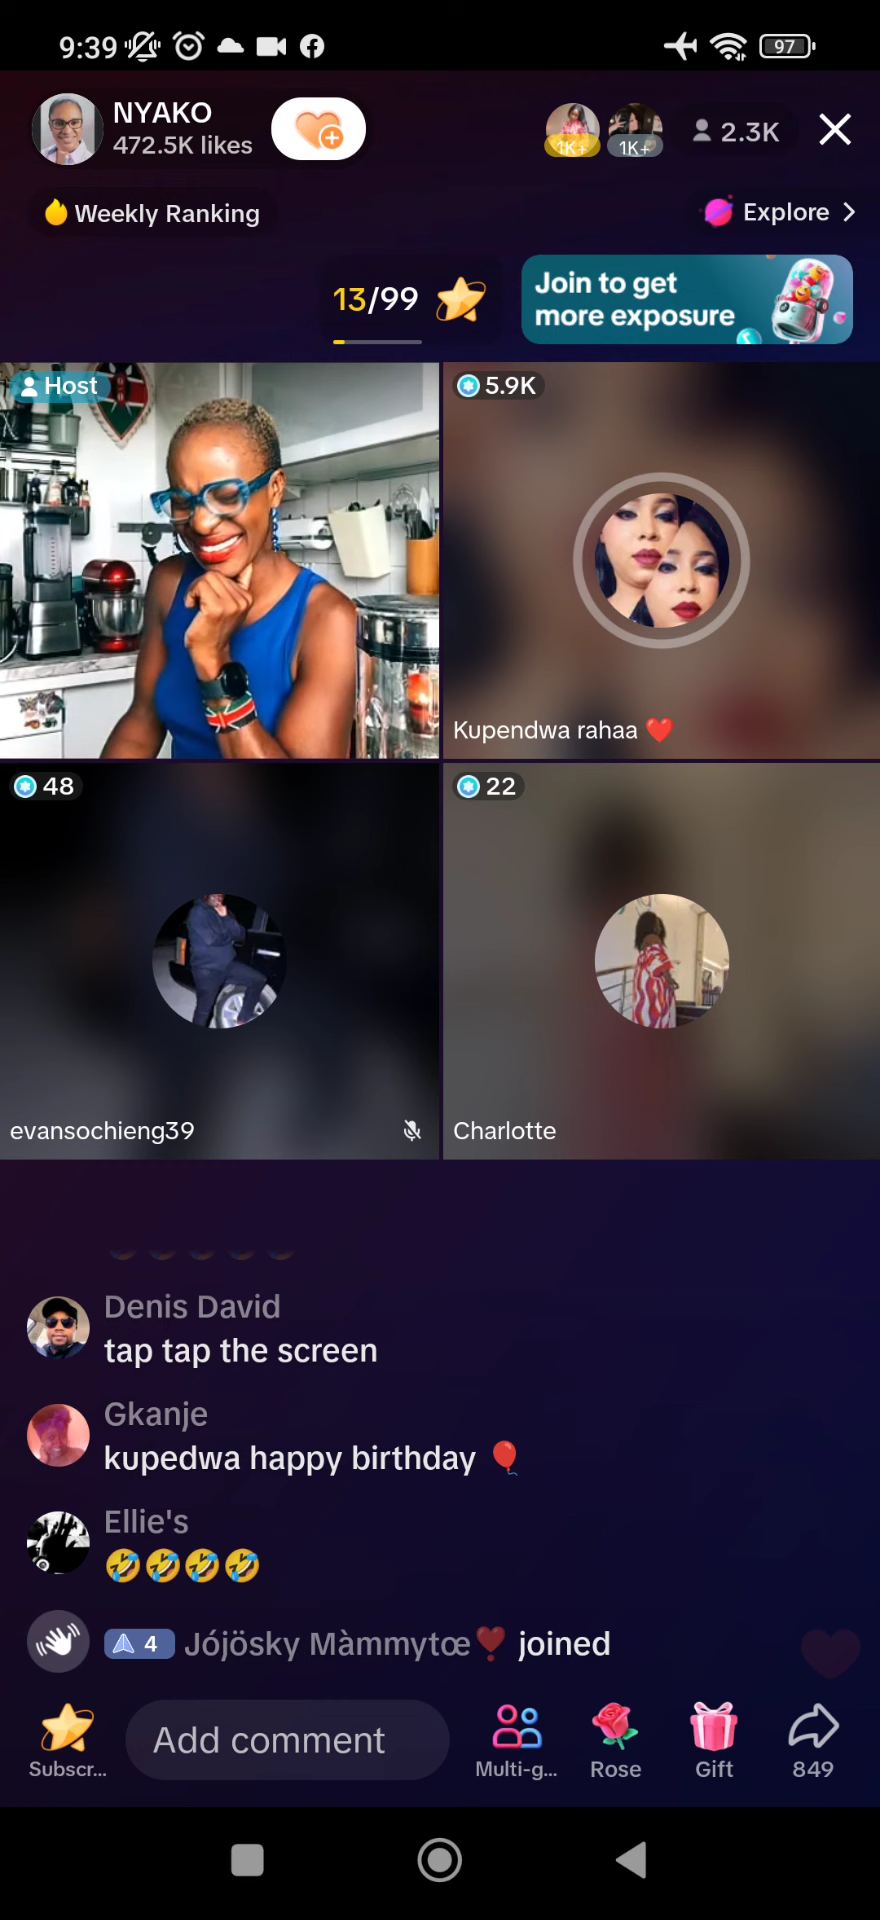 9:39
97
NYAKO
472.5K likes
1K+
1K+
2.3K
Weekly Ranking
Explore
13/99
Join to get
more exposure
Host
5.9K
Kupendwa rahaa ❤️
48
22
evansochieng39
Charlotte
Denis David
tap tap the screen
Gkanje
kupedwa happy birthday 🎈
Ellie's
🤣🤣🤣🤣
4 Jójösky Màmmytœ❣️ joined
Add comment
Subscr...
Multi-g...
Rose
Gift
849